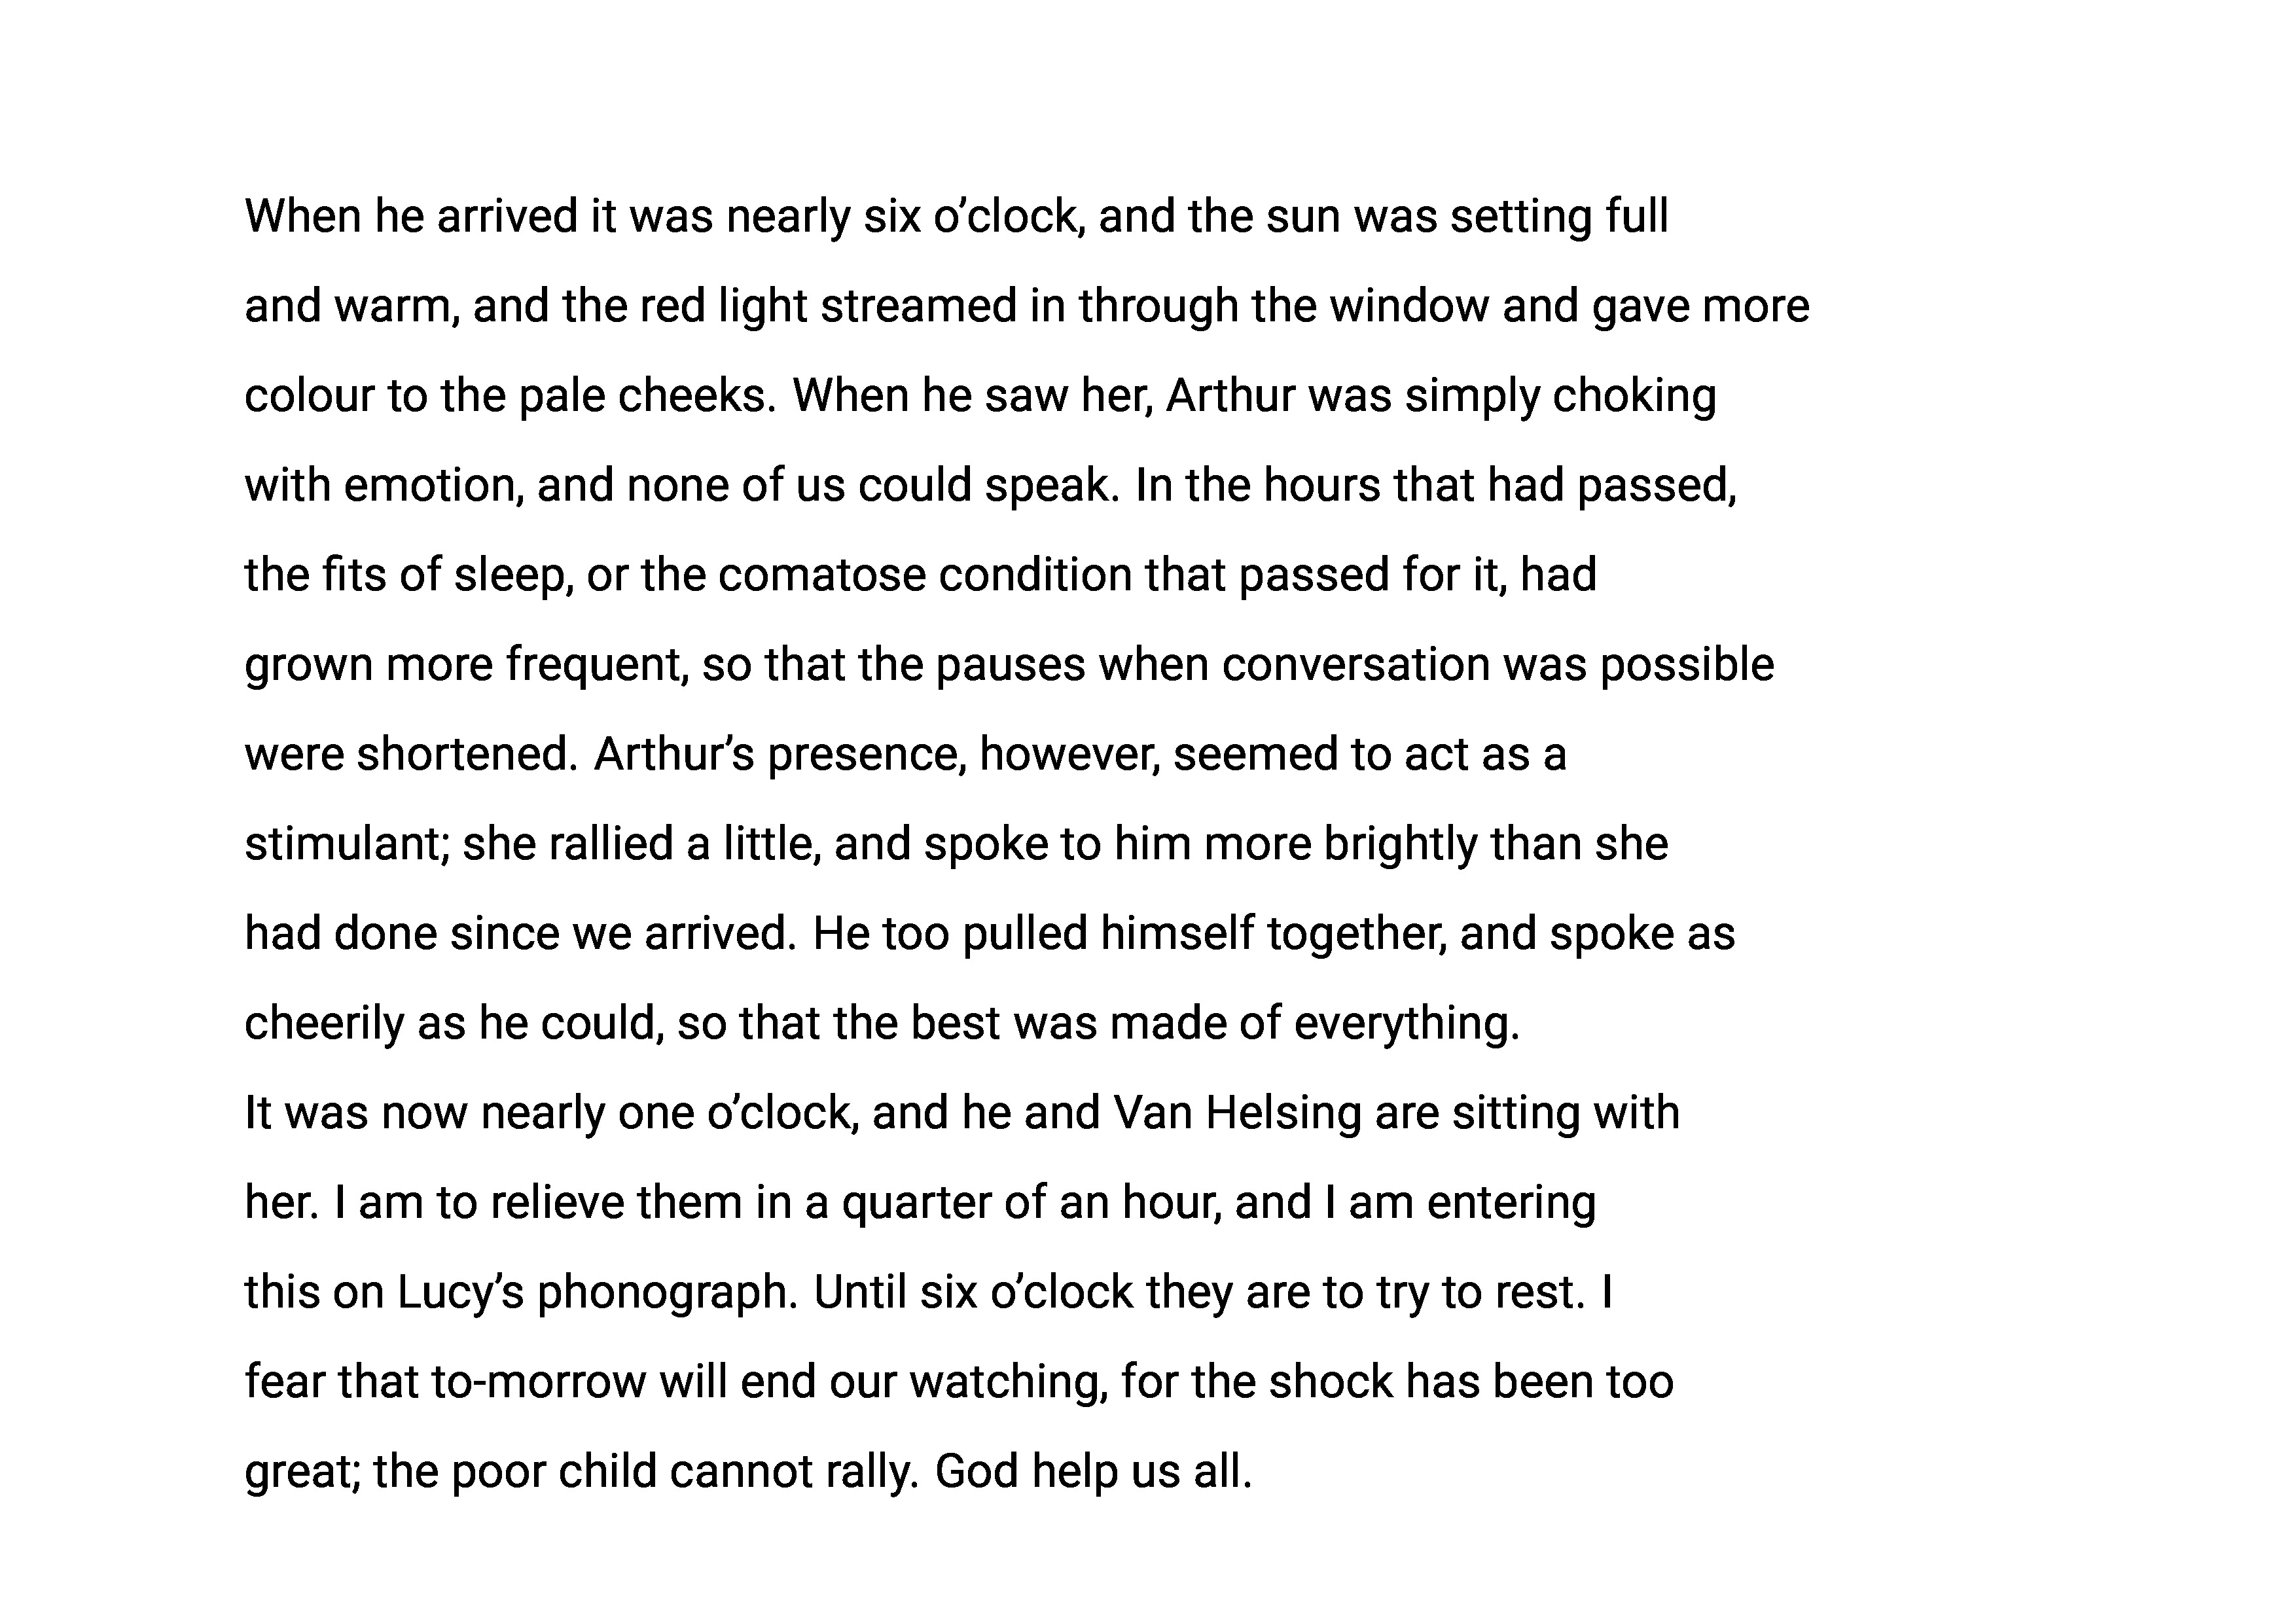 When he arrived it was nearly six o’clock, and the sun was setting full
and warm, and the red light streamed in through the window and gave more
colour to the pale cheeks. When he saw her, Arthur was simply choking
with emotion, and none of us could speak. In the hours that had passed,
the fits of sleep, or the comatose condition that passed for it, had
grown more frequent, so that the pauses when conversation was possible
were shortened. Arthur’s presence, however, seemed to act as a
stimulant; she rallied a little, and spoke to him more brightly than she
had done since we arrived. He too pulled himself together, and spoke as
cheerily as he could, so that the best was made of everything.
It was now nearly one o’clock, and he and Van Helsing are sitting with
her. I am to relieve them in a quarter of an hour, and I am entering
this on Lucy’s phonograph. Until six o’clock they are to try to rest. I
fear that to-morrow will end our watching, for the shock has been too
great; the poor child cannot rally. God help us all.